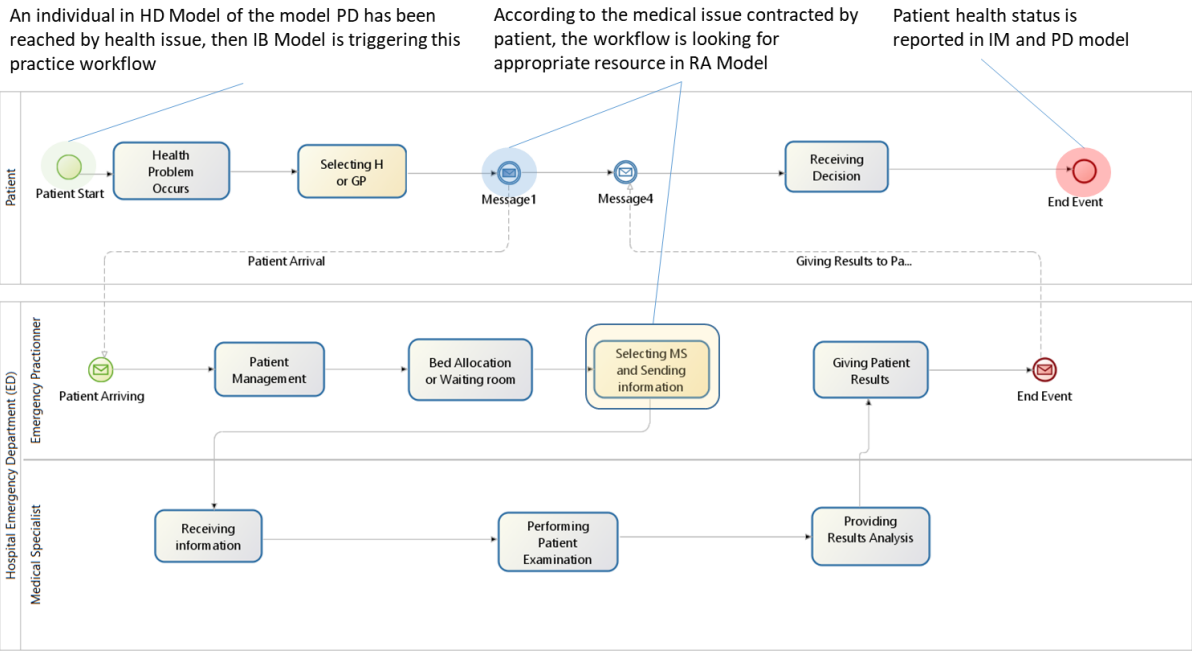 An individual in HD Model of the model PD has been
reached by health issue, then IB Model is triggering this
practice workflow
According to the medical issue contracted by
patient, the workflow is looking for
appropriate resource in RA Model
Patient health status is
reported in IM and PD model
Patient
Patient Start
Health
Problem
Occurs
Selecting H
or GP
Message1
Message4
Receiving
Decision
End Event
Patient Arrival
Giving Results to Pa...
Hospital Emergency Department (ED)
Emergency Practionner
Patient Arriving
Patient
Management
Bed Allocation
or Waiting room
Selecting MS
and Sending
information
Giving Patient
Results
End Event
Medical Specialist
Receiving
information
Performing
Patient
Examination
Providing
Results Analysis